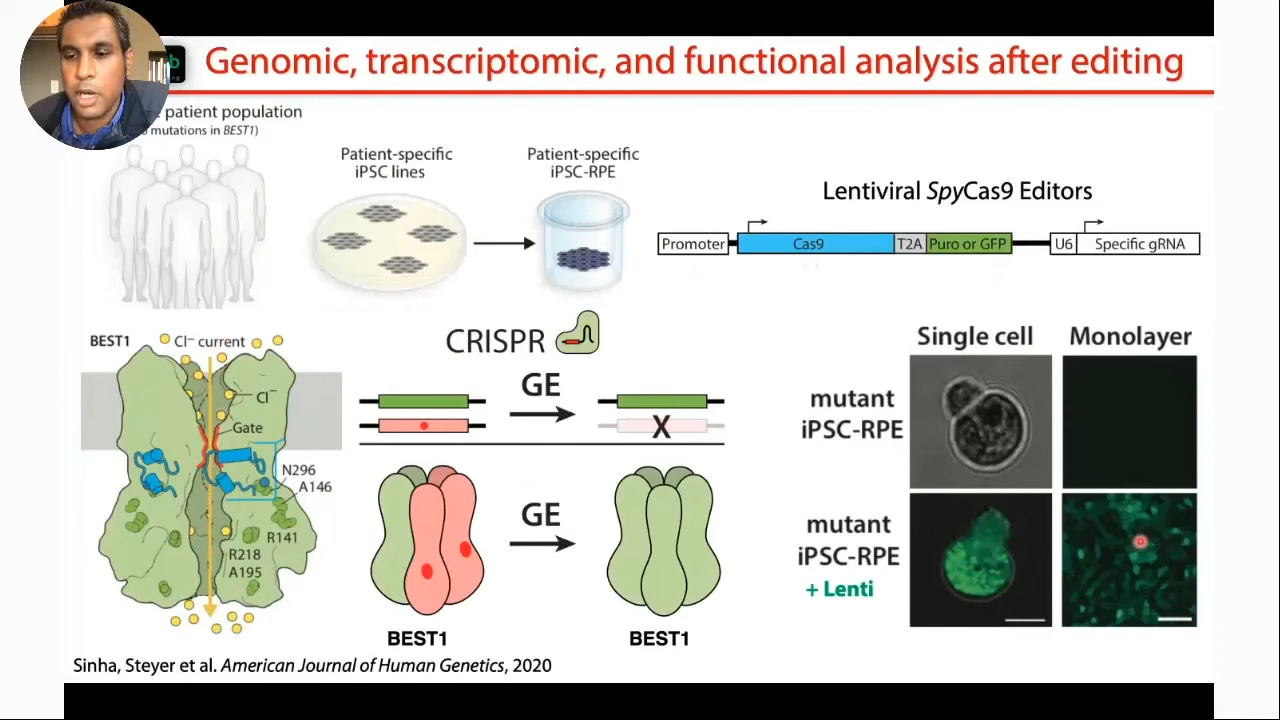 Genomic, transcriptomic, and functional analysis after editing
patient population
mutations in BEST1)
Patient-specific
iPSC lines
Patient-specific
iPSC-RPE
Lentiviral SpyCas9 Editors
Promoter
Cas9
T2A
Puro or GFP
U6
Specific gRNA
BEST1
Cl⁻ current
Cl⁻
Gate
N296
A146
R141
R218
A195
CRISPR
GE
X
GE
BEST1
BEST1
Single cell
Monolayer
mutant
iPSC-RPE
mutant
iPSC-RPE
+ Lenti
Sinha, Steyer et al. American Journal of Human Genetics, 2020